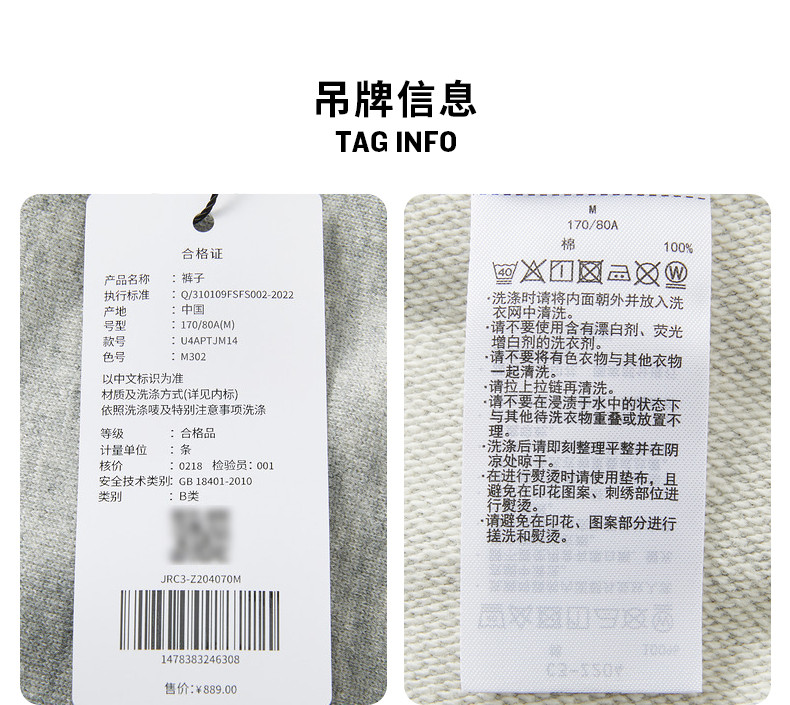 吊牌信息
TAG INFO
合格证
产品名称 : 裤子
执行标准 : Q/310109FSFS002-2022
产地 : 中国
号型 : 170/80A(M)
款号 : U4APTJM14
色号 : M302
以中文标识为准
材质及洗涤方式(详见内标)
依照洗涤唛及特别注意事项洗涤
等级 : 合格品
计量单位 : 条
核价 : 0218 检验员: 001
安全技术类别: GB 18401-2010
类别 : B类
JRC3-Z204070M
1478383246308
售价: ¥889.00
M
170/80A
棉 100%
40
·洗涤时请将内面朝外并放入洗
衣网中清洗。
·请不要使用含有漂白剂、荧光
增白剂的洗衣剂。
·请不要将有色衣物与其他衣物
一起清洗。
·请拉上拉链再清洗。
·请不要在浸渍于水中的状态下
与其他待洗衣物重叠或放置不
理。
·洗涤后请即刻整理平整并在阴
凉处晾干。
·在进行熨烫时请使用垫布，且
避免在印花图案、刺绣部位进
行熨烫。
·请避免在印花、图案部分进行
搓洗和熨烫。